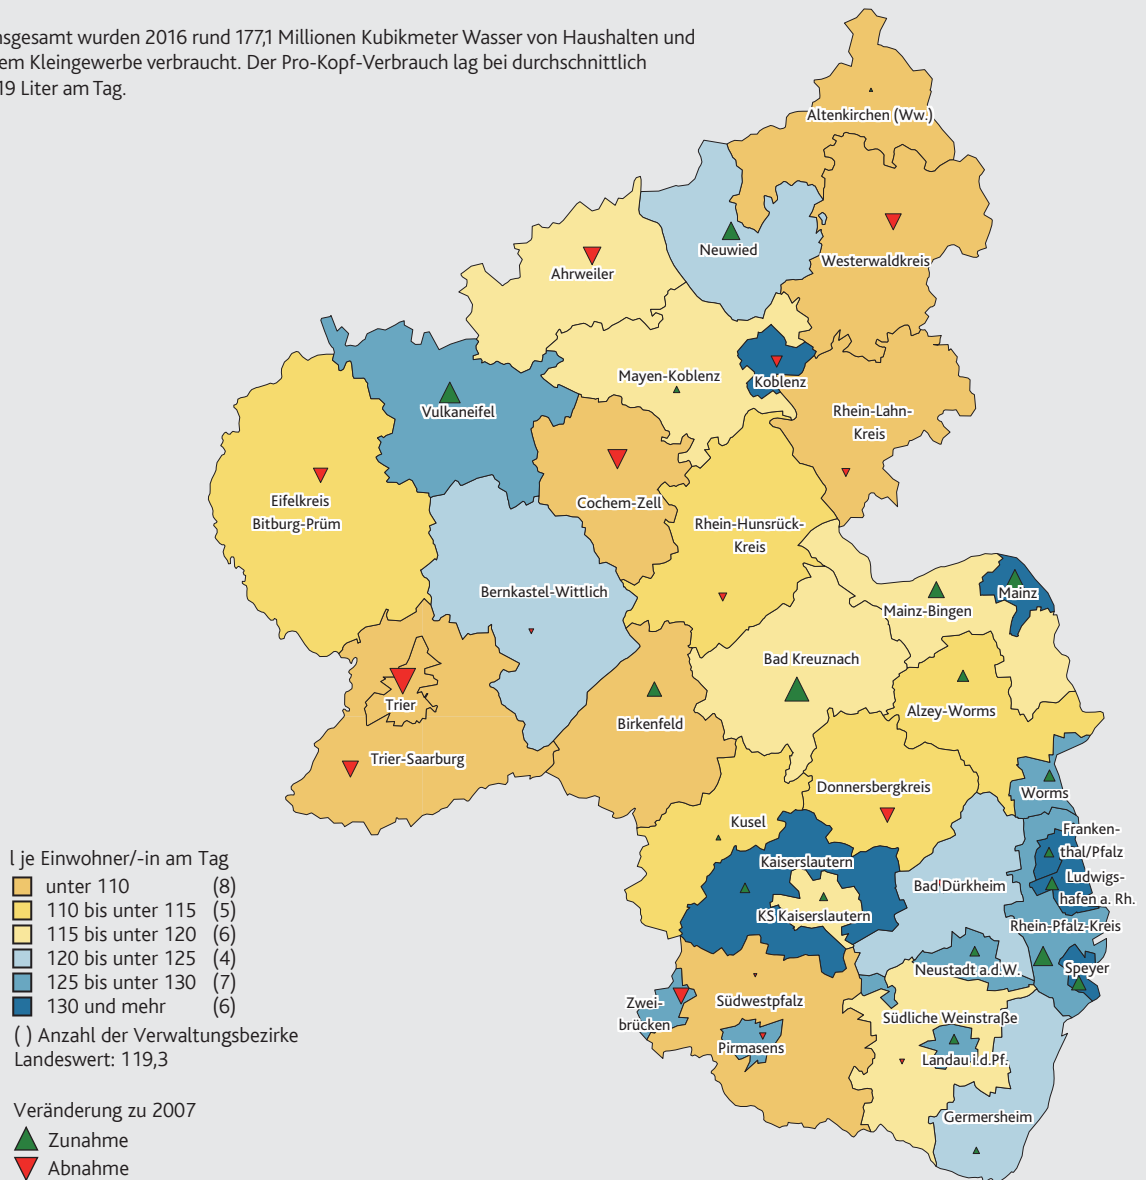 nsgesamt wurden 2016 rund 177,1 Millionen Kubikmeter Wasser von Haushalten und
em Kleingewerbe verbraucht. Der Pro-Kopf-Verbrauch lag bei durchschnittlich
19 Liter am Tag.
Altenkirchen (Ww.)
Neuwied
Westerwaldkreis
Ahrweiler
Mayen-Koblenz
Koblenz
Vulkaneifel
Rhein-Lahn-
Kreis
Eifelkreis
Bitburg-Prüm
Cochem-Zell
Rhein-Hunsrück-
Kreis
Bernkastel-Wittlich
Mainz
Mainz-Bingen
Bad Kreuznach
Trier
Birkenfeld
Alzey-Worms
Trier-Saarburg
Donnersbergkreis
Worms
Kusel
Franken-
thal/Pfalz
Kaiserslautern
Ludwigs-
hafen a. Rh.
Bad Dürkheim
KS Kaiserslautern
Rhein-Pfalz-Kreis
Neustadt a.d.W.
Speyer
Zwei-
brücken
Südwestpfalz
Südliche Weinstraße
Pirmasens
Landau i.d.Pf.
Germersheim
l je Einwohner/-in am Tag
unter 110 (8)
110 bis unter 115 (5)
115 bis unter 120 (6)
120 bis unter 125 (4)
125 bis unter 130 (7)
130 und mehr (6)
( ) Anzahl der Verwaltungsbezirke
Landeswert: 119,3
Veränderung zu 2007
Zunahme
Abnahme